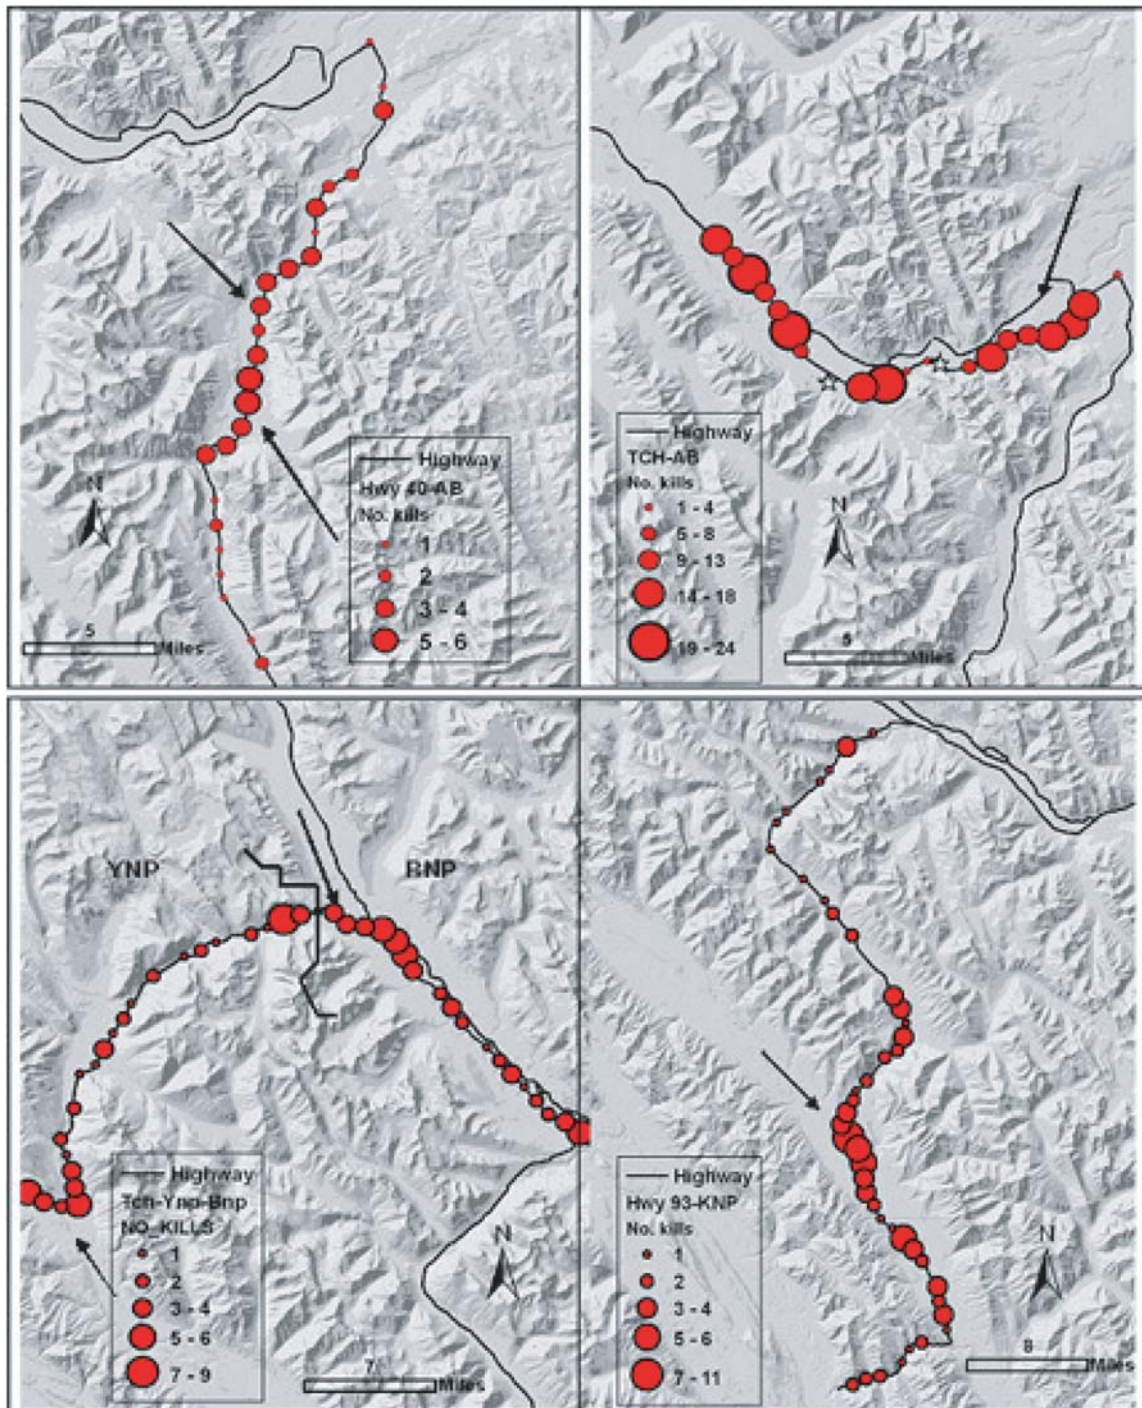 N
Highway
Hwy 40-AB
No. kills
1
2
3 - 4
5 - 6
5
Miles
Highway
TCH-AB
No. kills
1 - 4
5 - 8
9 - 13
14 - 18
19 - 24
N
5
Miles
YNP
BNP
Highway
Tch-Ynp-Bnp
NO_KILLS
1
2
3 - 4
5 - 6
7 - 9
N
7
Miles
Highway
Hwy 93-KNP
No. kills
1
2
3 - 4
5 - 6
7 - 11
N
8
Miles